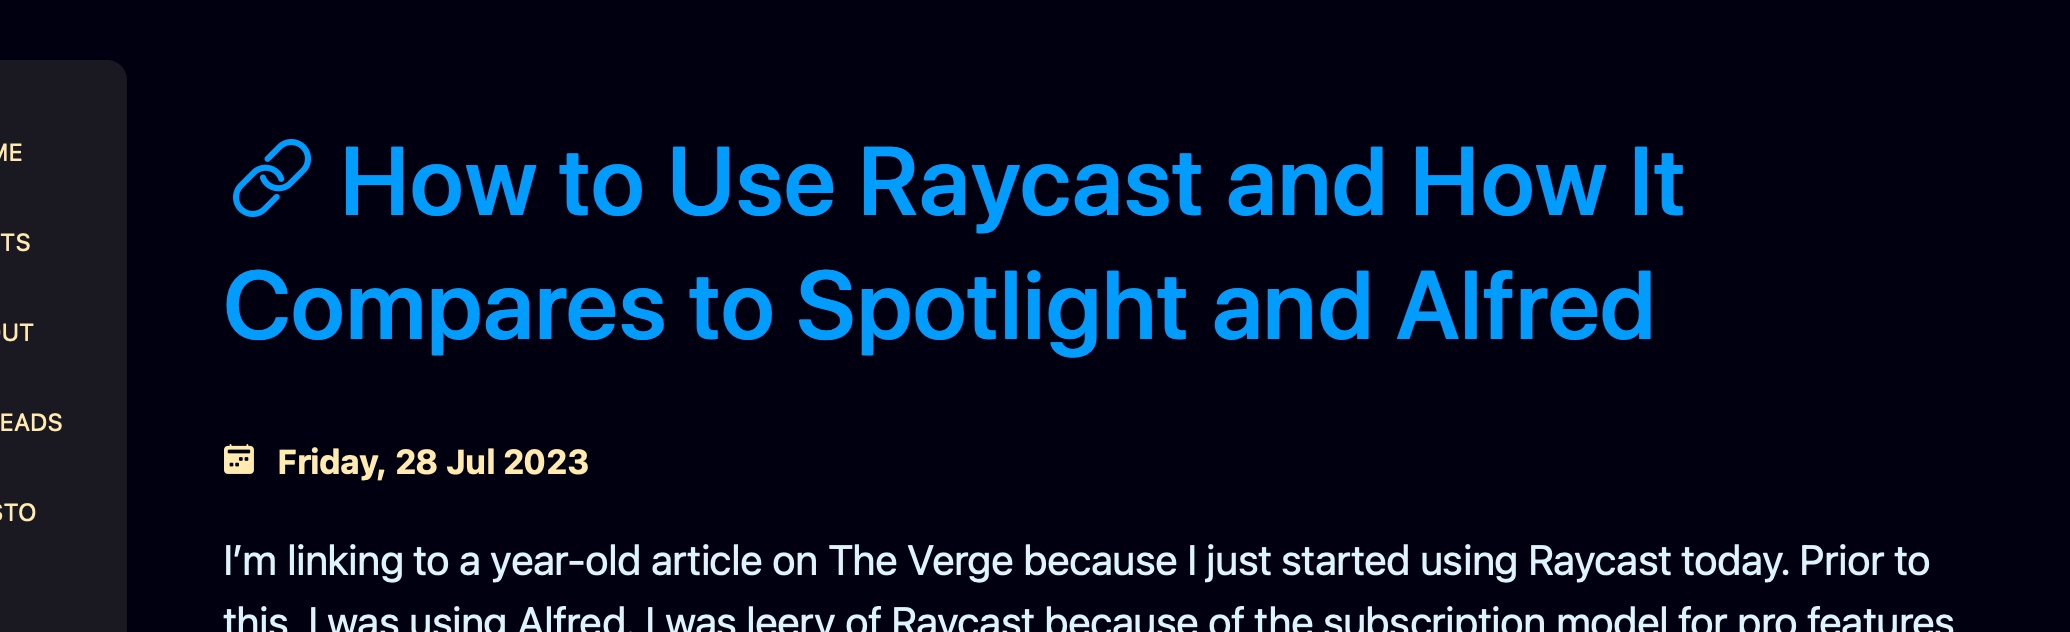 ME
TS
OUT
EADS
STO
How to Use Raycast and How It
Compares to Spotlight and Alfred
Friday, 28 Jul 2023
I’m linking to a year-old article on The Verge because I just started using Raycast today. Prior to
this, I was using Alfred. I was leery of Raycast because of the subscription model for pro features